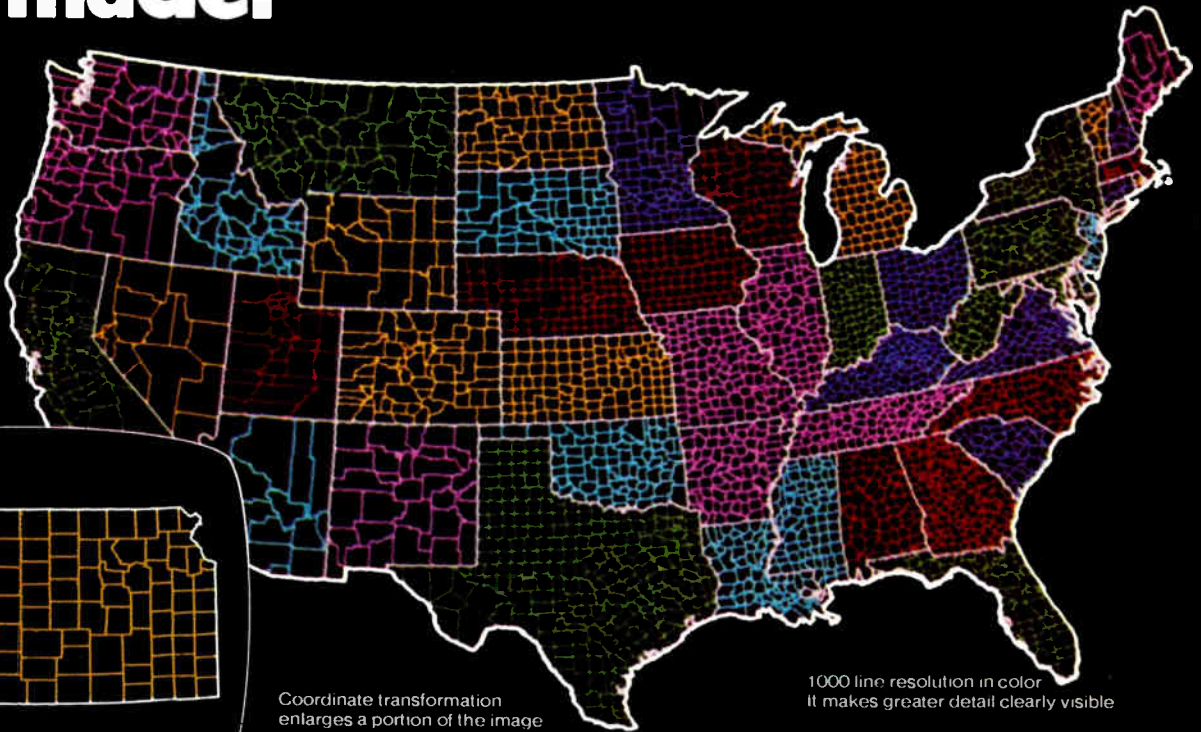 Coordinate transformation
enlarges a portion of the image
1000 line resolution in color
It makes greater detail clearly visible